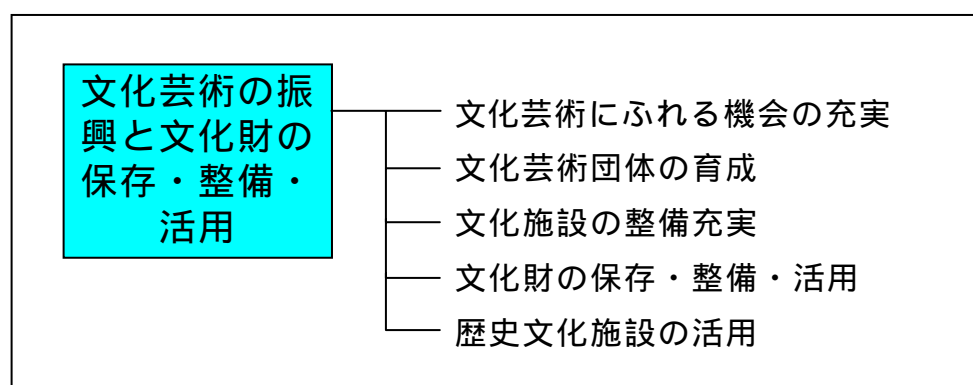 文化芸術の振
興と文化財の
保存・整備・
活用
文化芸術にふれる機会の充実
文化芸術団体の育成
文化施設の整備充実
文化財の保存・整備・活用
歴史文化施設の活用